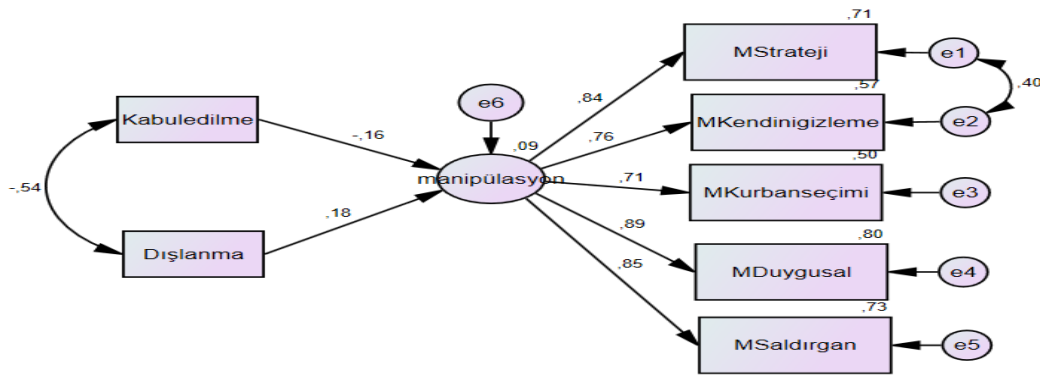 ,71
MStrateji
e1
,40
,57
e6
,84
Kabuledilme
MKendinigizleme
e2
-,16
,09
,76
,50
manipülasyon
,71
MKurbanseçimi
e3
-,54
,18
,89
,80
Dışlanma
,85
MDuygusal
e4
,73
MSaldırgan
e5